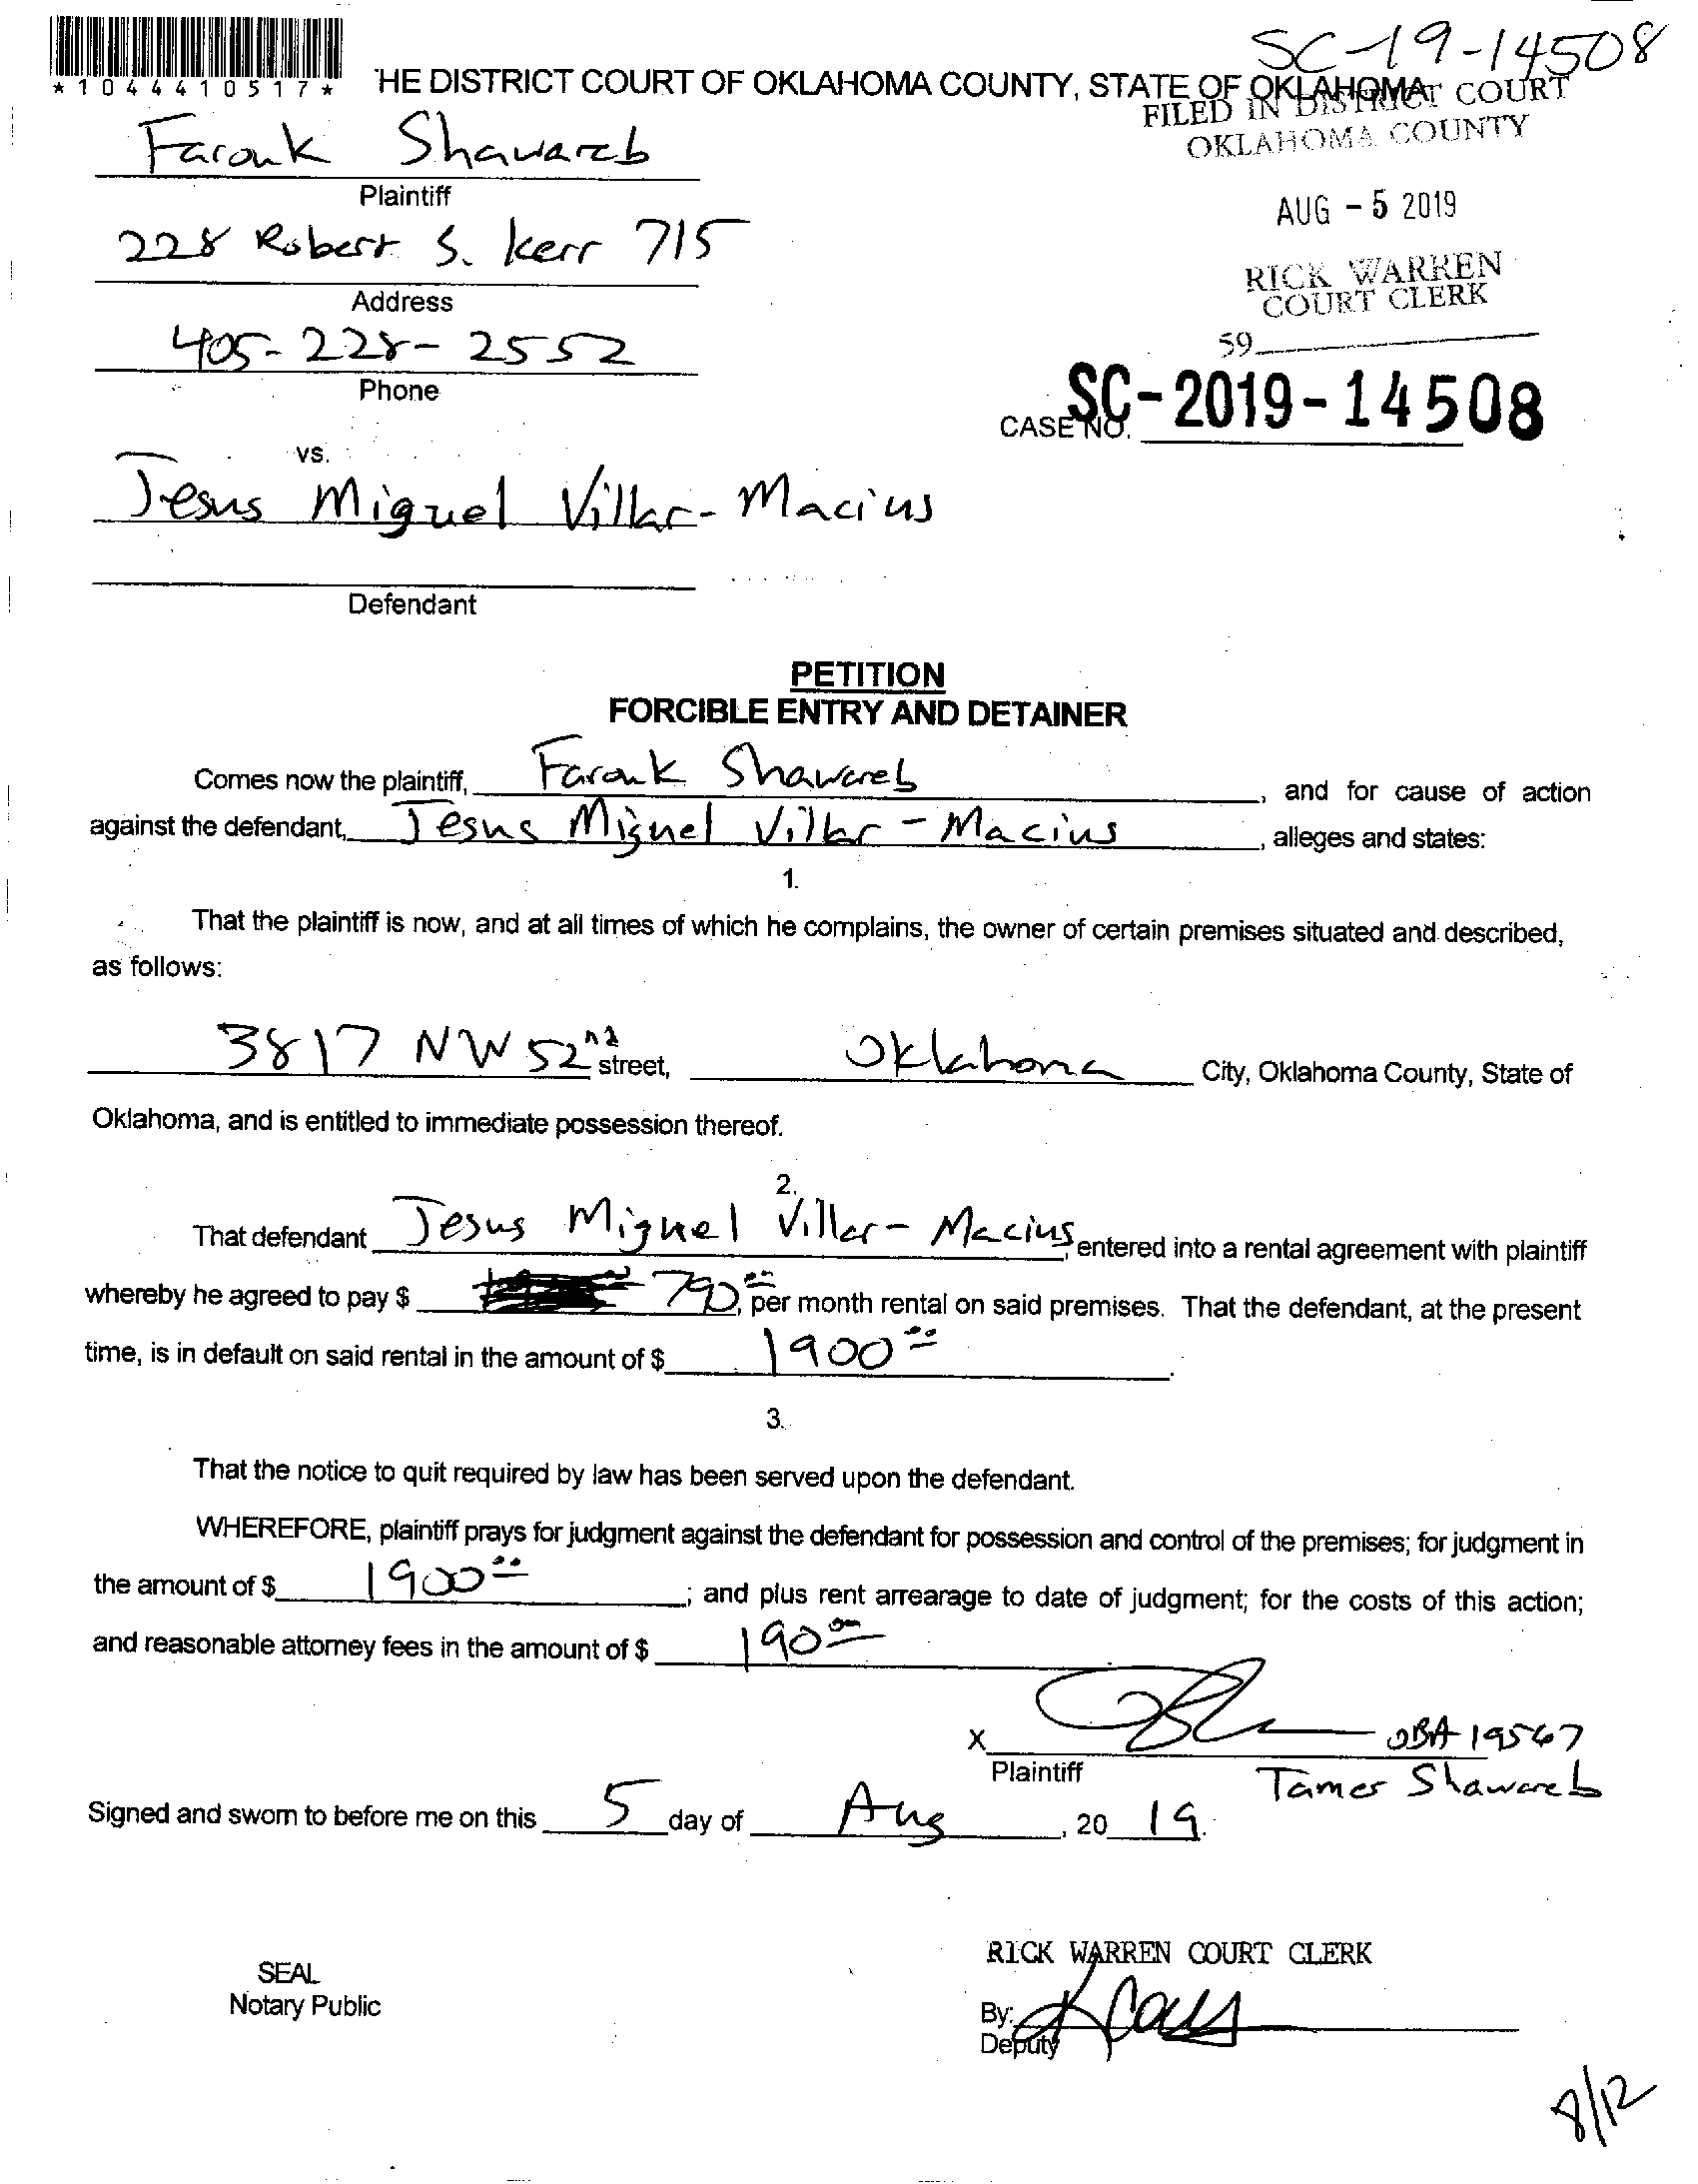 SC-19-14508
*1044410517*
HE DISTRICT COURT OF OKLAHOMA COUNTY, STATE OF OKLAHOMA
FILED IN DISTRICT COURT
OKLAHOMA COUNTY
Farouk Shawareb
Plaintiff
AUG - 5 2019
228 Robert S. Kerr 715
Address
RICK WARREN
COURT CLERK
405-228-2552
59
Phone
CASE NO. SC-2019-14508
vs.
Jesus Miguel Villar-Macius
Defendant
PETITION
FORCIBLE ENTRY AND DETAINER
Comes now the plaintiff, Farouk Shawareb, and for cause of action
against the defendant, Jesus Miguel Villar-Macius, alleges and states:
1.
That the plaintiff is now, and at all times of which he complains, the owner of certain premises situated and described,
as follows:
3817 NW 52nd street, Oklahoma City, Oklahoma County, State of
Oklahoma, and is entitled to immediate possession thereof.
2.
That defendant Jesus Miguel Villar-Macius, entered into a rental agreement with plaintiff
whereby he agreed to pay $ 790.00, per month rental on said premises. That the defendant, at the present
time, is in default on said rental in the amount of $ 1900.00.
3.
That the notice to quit required by law has been served upon the defendant.
WHEREFORE, plaintiff prays for judgment against the defendant for possession and control of the premises; for judgment in
the amount of $ 1900.00; and plus rent arrearage to date of judgment; for the costs of this action;
and reasonable attorney fees in the amount of $ 190.00
X OBA 19567
Plaintiff Tamer Shawareb
Signed and sworn to before me on this 5 day of Aug, 20 19.
RICK WARREN COURT CLERK
SEAL
Notary Public
By:
Deputy
8/12